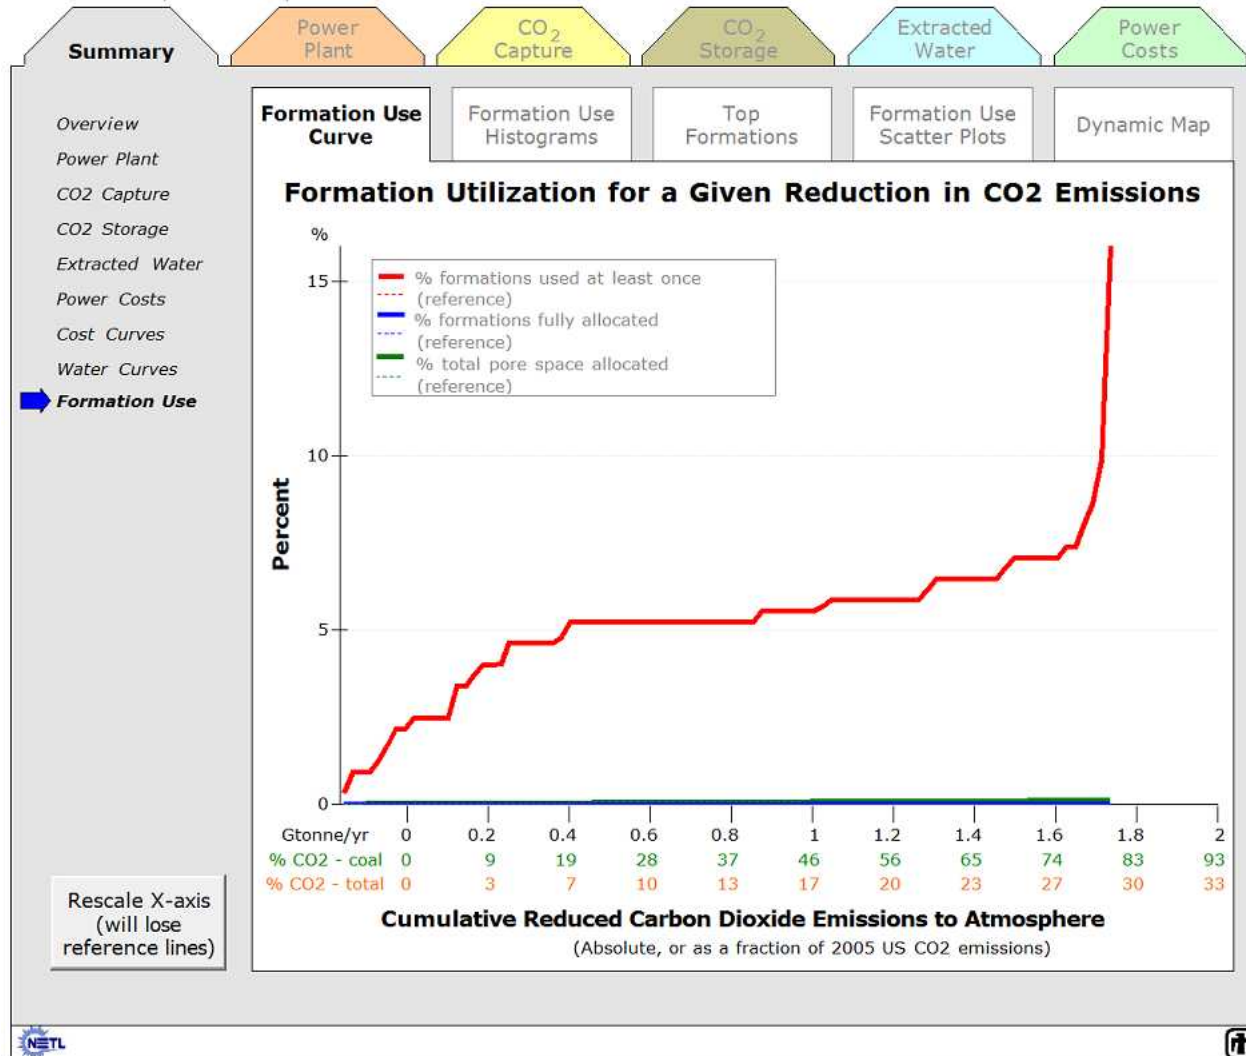 Summary
Power
Plant
CO2
Capture
CO2
Storage
Extracted
Water
Power
Costs
Overview
Power Plant
CO2 Capture
CO2 Storage
Extracted Water
Power Costs
Cost Curves
Water Curves
Formation Use
Formation Use
Curve
Formation Use
Histograms
Top
Formations
Formation Use
Scatter Plots
Dynamic Map
Formation Utilization for a Given Reduction in CO2 Emissions
%
15
10
5
0
Percent
% formations used at least once
(reference)
% formations fully allocated
(reference)
% total pore space allocated
(reference)
Gtonne/yr 0 0.2 0.4 0.6 0.8 1 1.2 1.4 1.6 1.8 2
% CO2 - coal 0 9 19 28 37 46 56 65 74 83 93
% CO2 - total 0 3 7 10 13 17 20 23 27 30 33
Cumulative Reduced Carbon Dioxide Emissions to Atmosphere
(Absolute, or as a fraction of 2005 US CO2 emissions)
Rescale X-axis
(will lose
reference lines)
NETL